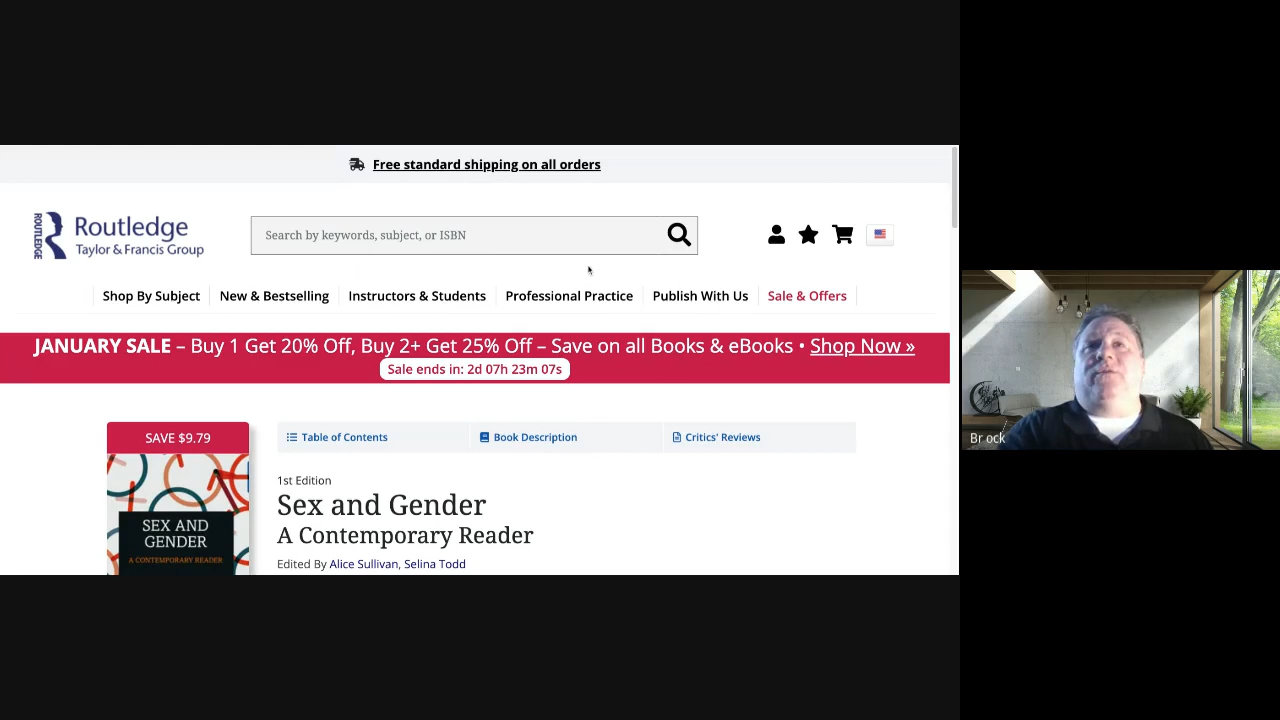 Free standard shipping on all orders
ROUTLEDGE
Routledge
Taylor & Francis Group
Search by keywords, subject, or ISBN
Shop By Subject
New & Bestselling
Instructors & Students
Professional Practice
Publish With Us
Sale & Offers
JANUARY SALE – Buy 1 Get 20% Off, Buy 2+ Get 25% Off – Save on all Books & eBooks • Shop Now »
Sale ends in: 2d 07h 23m 07s
SAVE $9.79
SEX AND
GENDER
A CONTEMPORARY READER
Table of Contents
Book Description
Critics' Reviews
1st Edition
Sex and Gender
A Contemporary Reader
Edited By Alice Sullivan, Selina Todd
Br ock